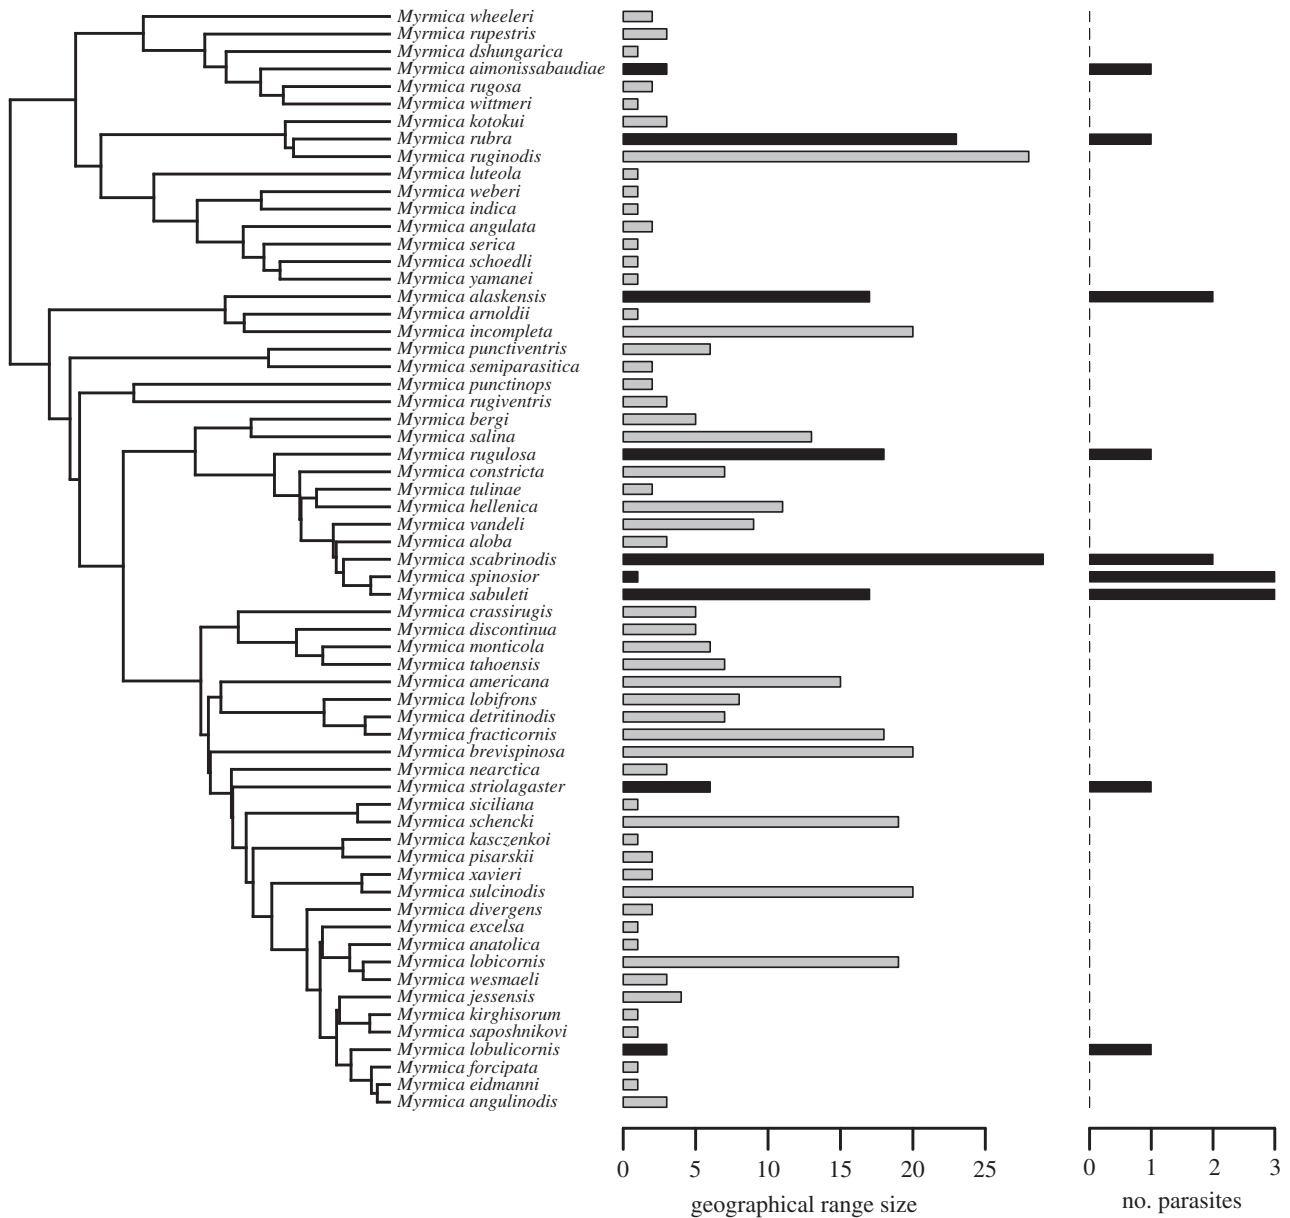 Myrmica wheeleri
Myrmica rupestris
Myrmica dshungarica
Myrmica aimonissabaudiae
Myrmica rugosa
Myrmica wittmeri
Myrmica kotokui
Myrmica rubra
Myrmica ruginodis
Myrmica luteola
Myrmica weberi
Myrmica indica
Myrmica angulata
Myrmica serica
Myrmica schoedli
Myrmica yamanei
Myrmica alaskensis
Myrmica arnoldii
Myrmica incompleta
Myrmica punctiventris
Myrmica semiparasitica
Myrmica punctinops
Myrmica rugiventris
Myrmica bergi
Myrmica salina
Myrmica rugulosa
Myrmica constricta
Myrmica tulinae
Myrmica hellenica
Myrmica vandeli
Myrmica aloba
Myrmica scabrinodis
Myrmica spinosior
Myrmica sabuleti
Myrmica crassirugis
Myrmica discontinua
Myrmica monticola
Myrmica tahoensis
Myrmica americana
Myrmica lobifrons
Myrmica detritinodis
Myrmica fracticornis
Myrmica brevispinosa
Myrmica nearctica
Myrmica striolagaster
Myrmica siciliana
Myrmica schencki
Myrmica kasczenkoi
Myrmica pisarskii
Myrmica xavieri
Myrmica sulcinodis
Myrmica divergens
Myrmica excelsa
Myrmica anatolica
Myrmica lobicornis
Myrmica wesmaeli
Myrmica jessensis
Myrmica kirghisorum
Myrmica saposhnikovi
Myrmica lobulicornis
Myrmica forcipata
Myrmica eidmanni
Myrmica angulinodis
0 5 10 15 20 25
geographical range size
0 1 2 3
no. parasites